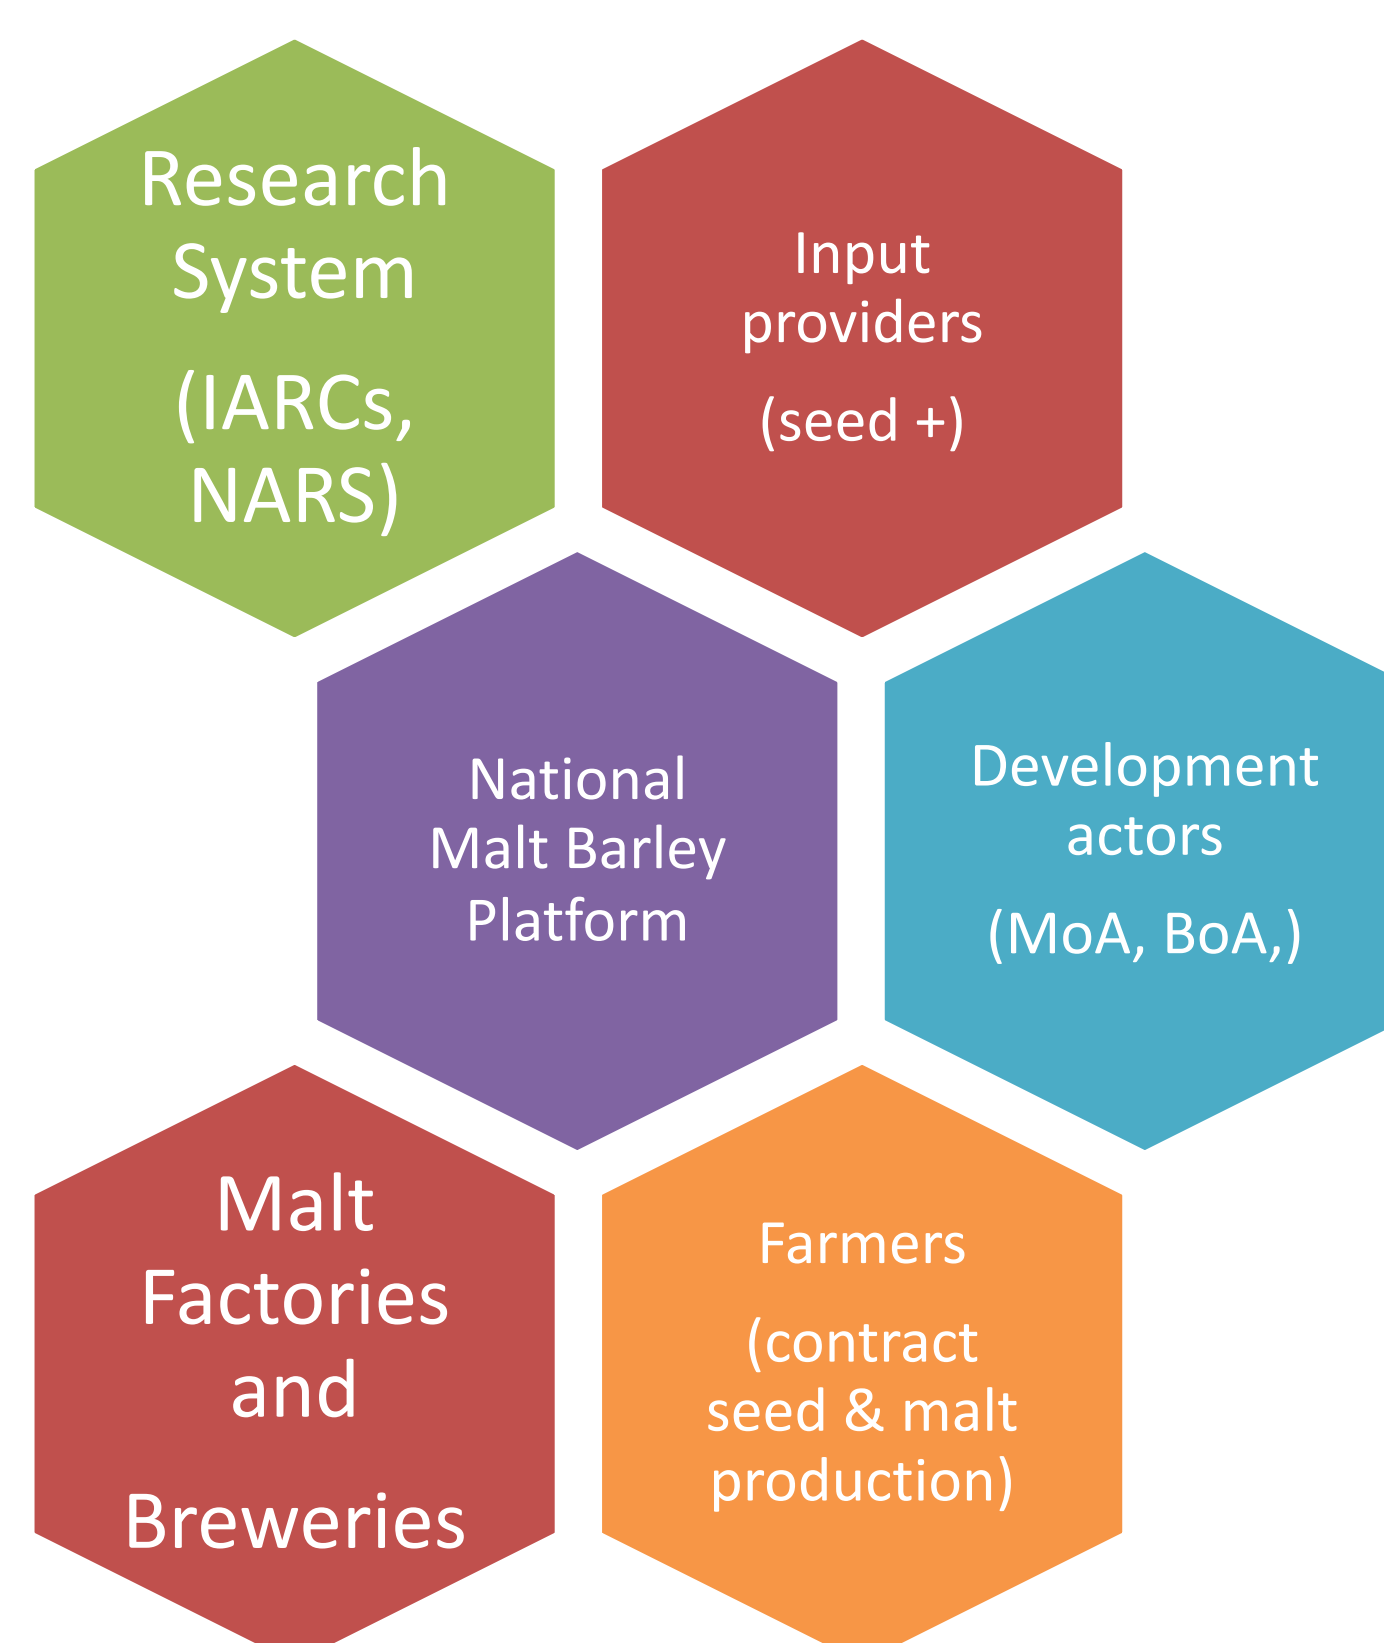 Research
System
(IARCs,
NARS)
Input
providers
(seed +)
National
Malt Barley
Platform
Development
actors
(MoA, BoA,)
Malt
Factories
and
Breweries
Farmers
(contract
seed & malt
production)